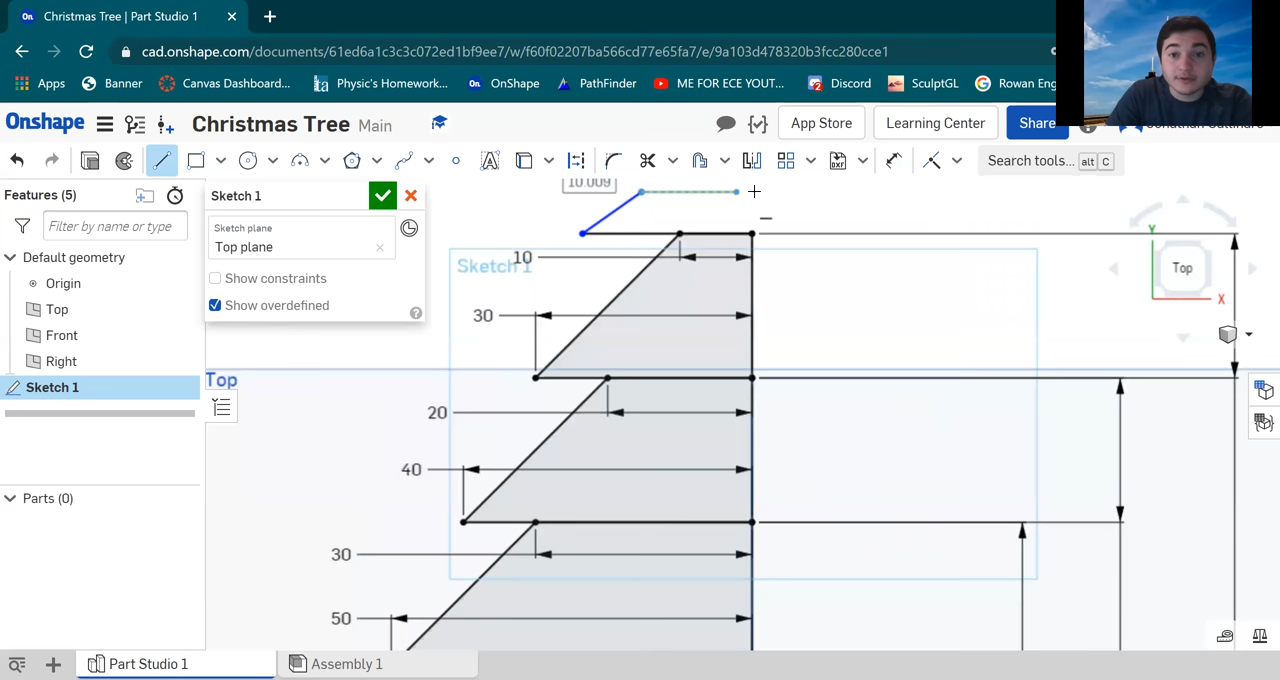 Christmas Tree | Part Studio 1
cad.onshape.com/documents/61ed6a1c3c3c072ed1bf9ee7/w/f60f02207ba566cd77e65fa7/e/9a103d478320b3fcc280cce1
Apps Banner Canvas Dashboard... Physic's Homework... OnShape PathFinder ME FOR ECE YOUT... Discord SculptGL Rowan Eng
Onshape Christmas Tree Main App Store Learning Center Share
Search tools... alt C
Features (5)
Filter by name or type
Default geometry
Origin
Top
Front
Right
Sketch 1
Parts (0)
Sketch 1
Sketch plane
Top plane
Show constraints
Show overdefined
Top
10.009
Sketch 1
10
30
20
40
30
50
Y
Top
X
Part Studio 1 Assembly 1